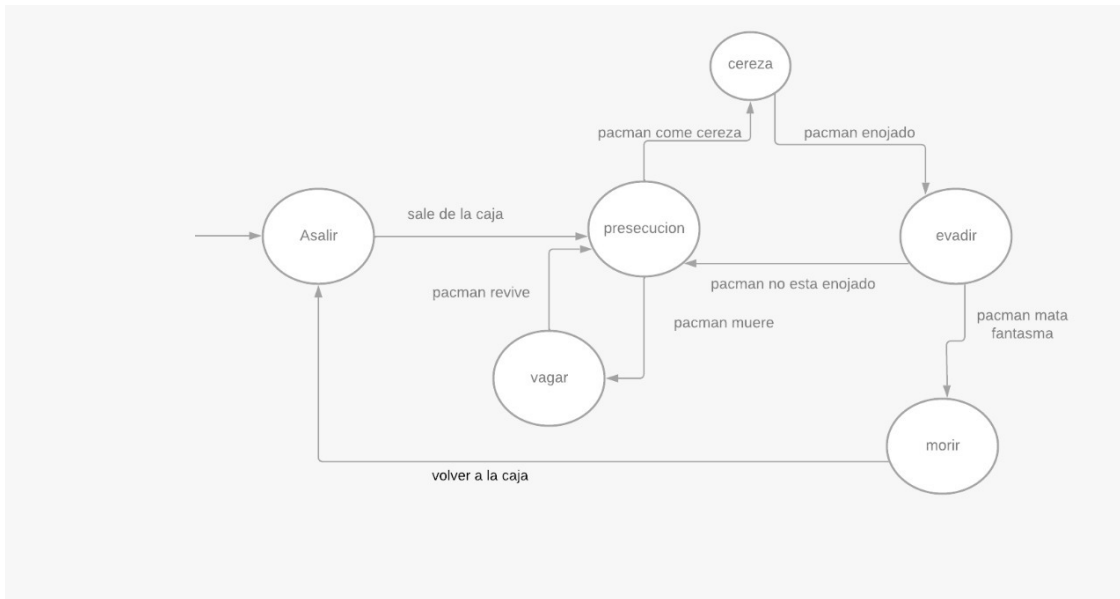 cereza
pacman come cereza
pacman enojado
Asalir
sale de la caja
presecucion
evadir
pacman no esta enojado
pacman revive
pacman muere
pacman mata
fantasma
vagar
morir
volver a la caja